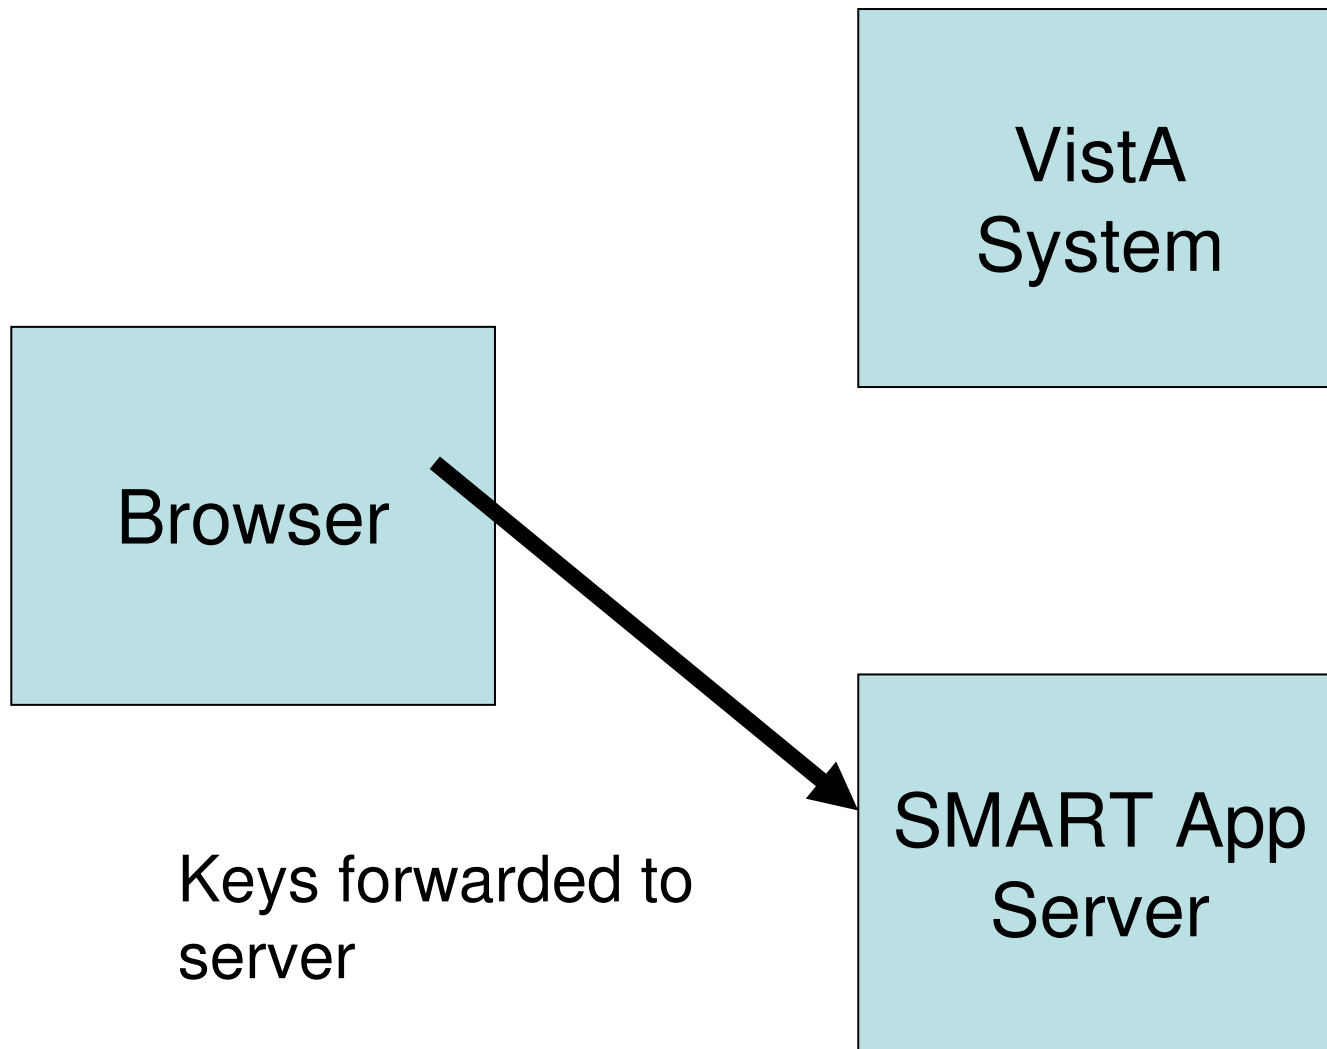 VistA
System
Browser
SMART App
Server
Keys forwarded to
server